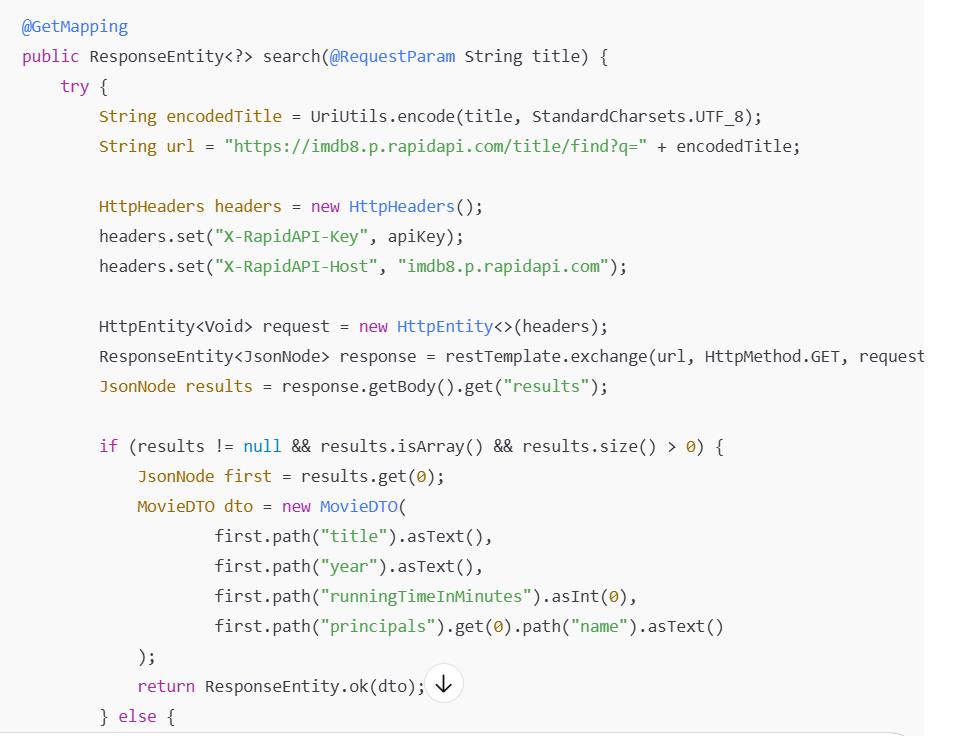 @GetMapping
public ResponseEntity<?> search(@RequestParam String title) {
    try {
        String encodedTitle = UriUtils.encode(title, StandardCharsets.UTF_8);
        String url = "https://imdb8.p.rapidapi.com/title/find?q=" + encodedTitle;

        HttpHeaders headers = new HttpHeaders();
        headers.set("X-RapidAPI-Key", apiKey);
        headers.set("X-RapidAPI-Host", "imdb8.p.rapidapi.com");

        HttpEntity<Void> request = new HttpEntity<>(headers);
        ResponseEntity<JsonNode> response = restTemplate.exchange(url, HttpMethod.GET, request
        JsonNode results = response.getBody().get("results");

        if (results != null && results.isArray() && results.size() > 0) {
            JsonNode first = results.get(0);
            MovieDTO dto = new MovieDTO(
                    first.path("title").asText(),
                    first.path("year").asText(),
                    first.path("runningTimeInMinutes").asInt(0),
                    first.path("principals").get(0).path("name").asText()
            );
            return ResponseEntity.ok(dto);
        } else {